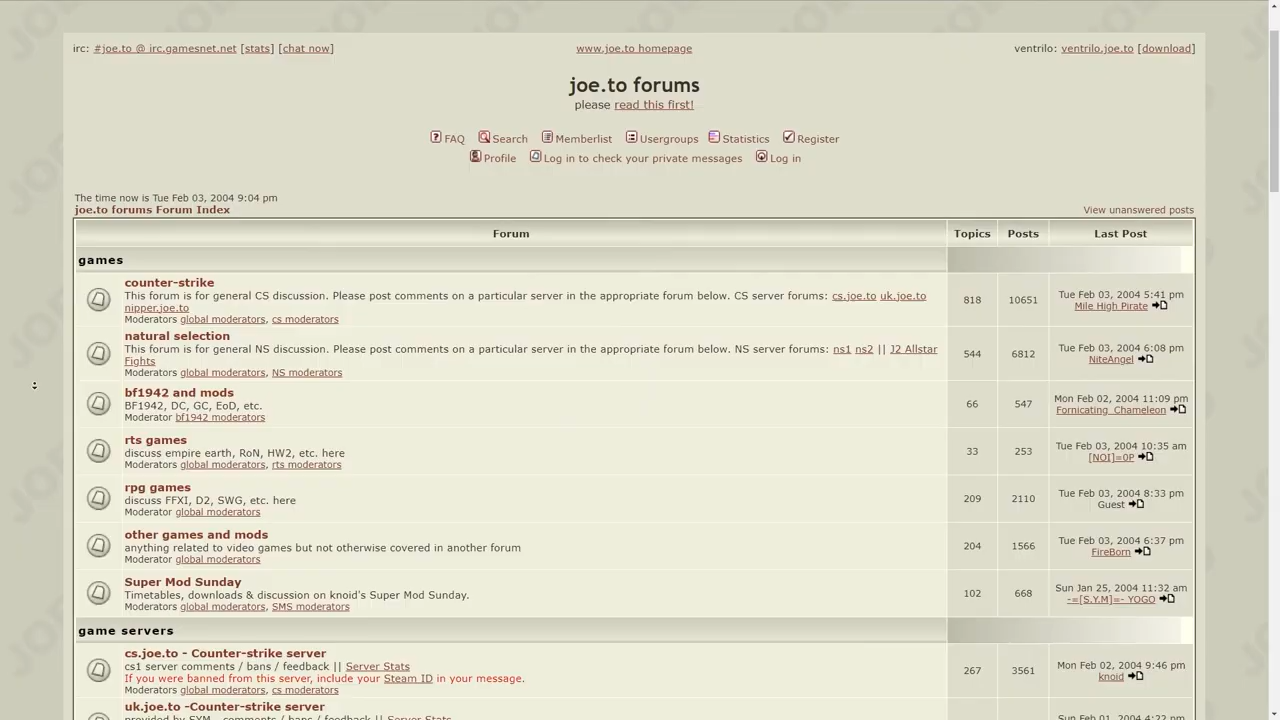 irc: #joe.to @ irc.gamesnet.net [stats] [chat now]
www.joe.to homepage
ventrilo: ventrilo.joe.to [download]
joe.to forums
please read this first!
FAQ Search Memberlist Usergroups Statistics Register
Profile Log in to check your private messages Log in
The time now is Tue Feb 03, 2004 9:04 pm
joe.to forums Forum Index
View unanswered posts
Forum Topics Posts Last Post
games
counter-strike
This forum is for general CS discussion. Please post comments on a particular server in the appropriate forum below. CS server forums: cs.joe.to uk.joe.to
nipper.joe.to
Moderators global moderators, cs moderators
818 10651
Tue Feb 03, 2004 5:41 pm
Mile High Pirate
natural selection
This forum is for general NS discussion. Please post comments on a particular server in the appropriate forum below. NS server forums: ns1 ns2 || J2 Allstar
Fights
Moderators global moderators, NS moderators
544 6812
Tue Feb 03, 2004 6:08 pm
NiteAngel
bf1942 and mods
BF1942, DC, GC, EoD, etc.
Moderator bf1942 moderators
66 547
Mon Feb 02, 2004 11:09 pm
Fornicating_Chameleon
rts games
discuss empire earth, RoN, HW2, etc. here
Moderators global moderators, rts moderators
33 253
Tue Feb 03, 2004 10:35 am
[NOI]=0P
rpg games
discuss FFXI, D2, SWG, etc. here
Moderator global moderators
209 2110
Tue Feb 03, 2004 8:33 pm
Guest
other games and mods
anything related to video games but not otherwise covered in another forum
Moderator global moderators
204 1566
Tue Feb 03, 2004 6:37 pm
FireBorn
Super Mod Sunday
Timetables, downloads & discussion on knoid's Super Mod Sunday.
Moderators global moderators, SMS moderators
102 668
Sun Jan 25, 2004 11:32 am
-=[S.Y.M]=- YOGO
game servers
cs.joe.to - Counter-strike server
cs1 server comments / bans / feedback || Server Stats
If you were banned from this server, include your Steam ID in your message.
Moderators global moderators, cs moderators
267 3561
Mon Feb 02, 2004 9:46 pm
knoid
uk.joe.to -Counter-strike server
provided by SYM - comments / bans / feedback || Server Stats
Sun Feb 01, 2004 4:22 pm